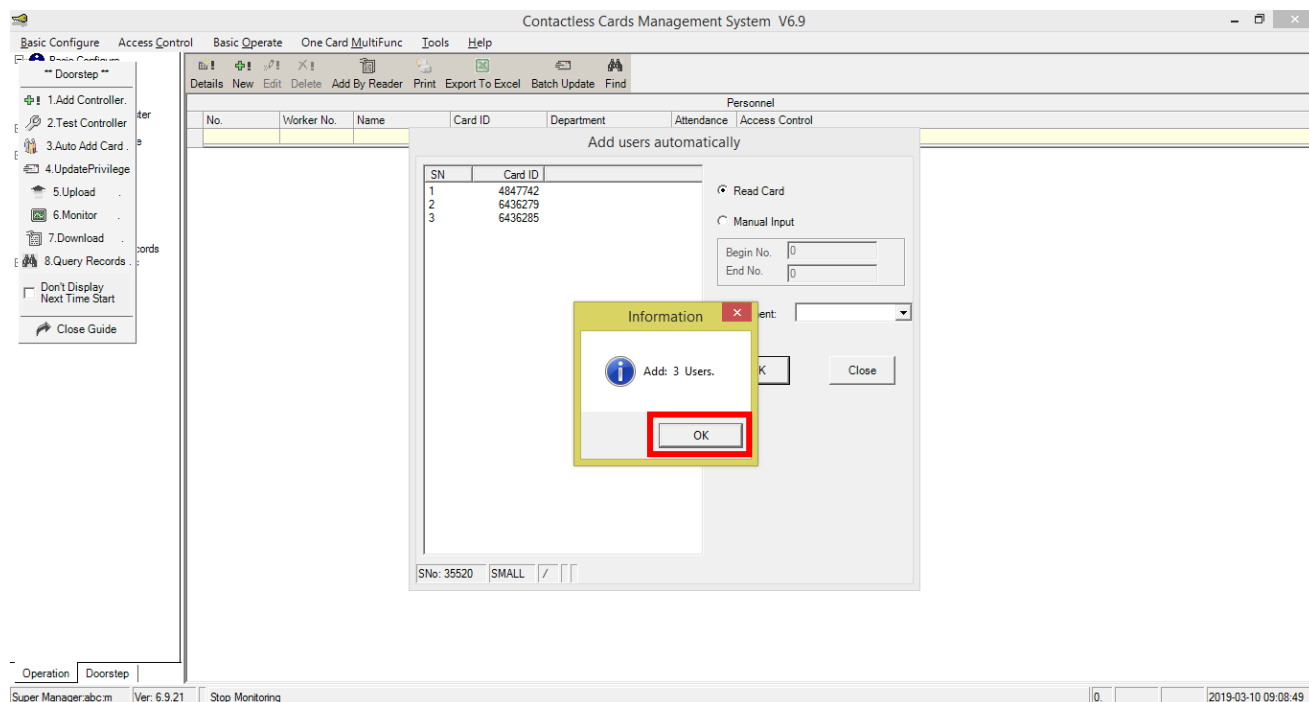 Contactless Cards Management System V6.9
Basic Configure Access Control Basic Operate One Card MultiFunc Tools Help
Details New Edit Delete Add By Reader Print Export To Excel Batch Update Find
** Doorstep **
1.Add Controller.
2.Test Controller
3.Auto Add Card .
4.UpdatePrivilege
5.Upload .
6.Monitor .
7.Download .
8.Query Records .
Don't Display
Next Time Start
Close Guide
Personnel
No. Worker No. Name Card ID Department Attendance Access Control
Add users automatically
SN Card ID
1 4847742
2 6436279
3 6436285
Read Card
Manual Input
Begin No. 0
End No. 0
ent:
K
Close
Information
Add: 3 Users.
OK
SNo: 35520 SMALL /
Operation Doorstep
Super Manager:abc:m Ver: 6.9.21 Stop Monitoring 0. 2019-03-10 09:08:49